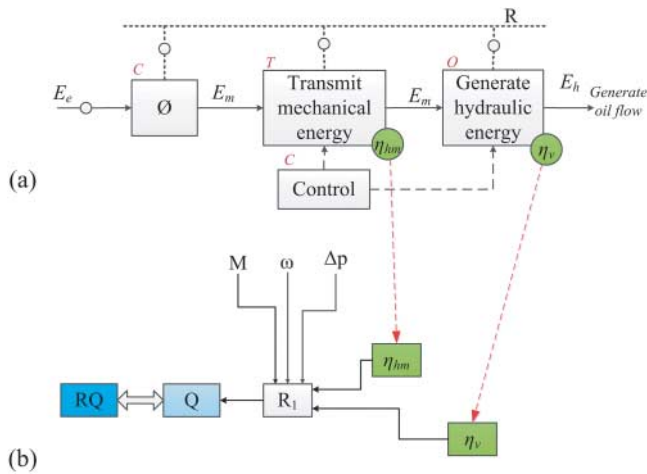 R
C
T
O
E_e
Ø
E_m
Transmit
mechanical
energy
E_m
Generate
hydraulic
energy
E_h
Generate
oil flow
η_hm
η_v
C
Control
(a)
M
ω
Δp
η_hm
RQ
Q
R₁
η_v
(b)